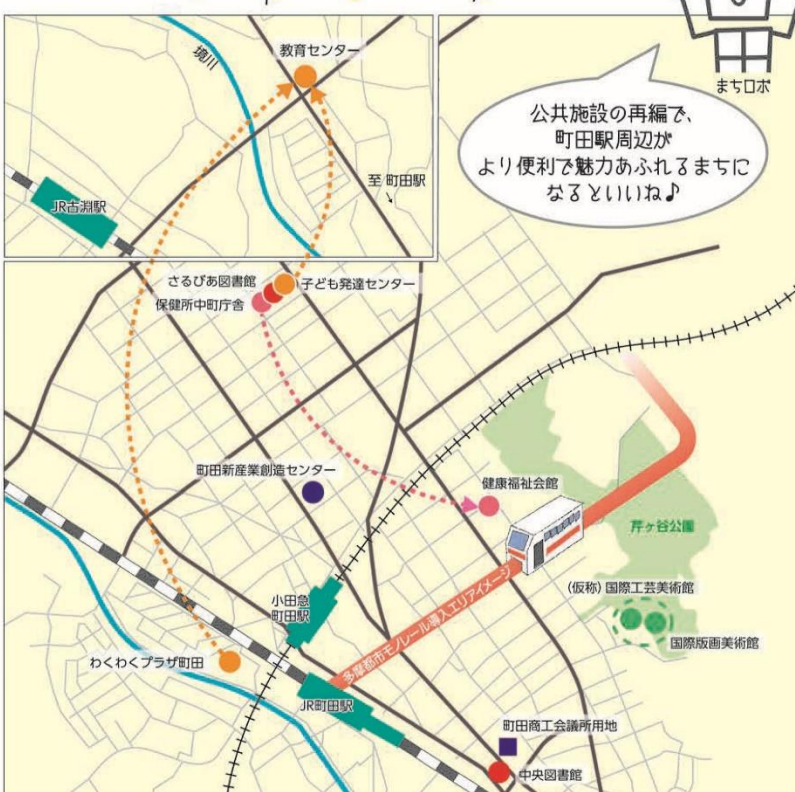 まちロボ
公共施設の再編で、
町田駅周辺が
より便利で魅力あふれるまちに
なるといいね♪
教育センター
境川
至 町田駅
JR古淵駅
さるびあ図書館
子ども発達センター
保健所中町庁舎
町田新産業創造センター
健康福祉会館
芹ヶ谷公園
小田急
町田駅
多摩都市モノレール導入エリアイメージ
(仮称) 国際工芸美術館
国際版画美術館
わくわくプラザ町田
JR町田駅
町田商工会議所用地
中央図書館